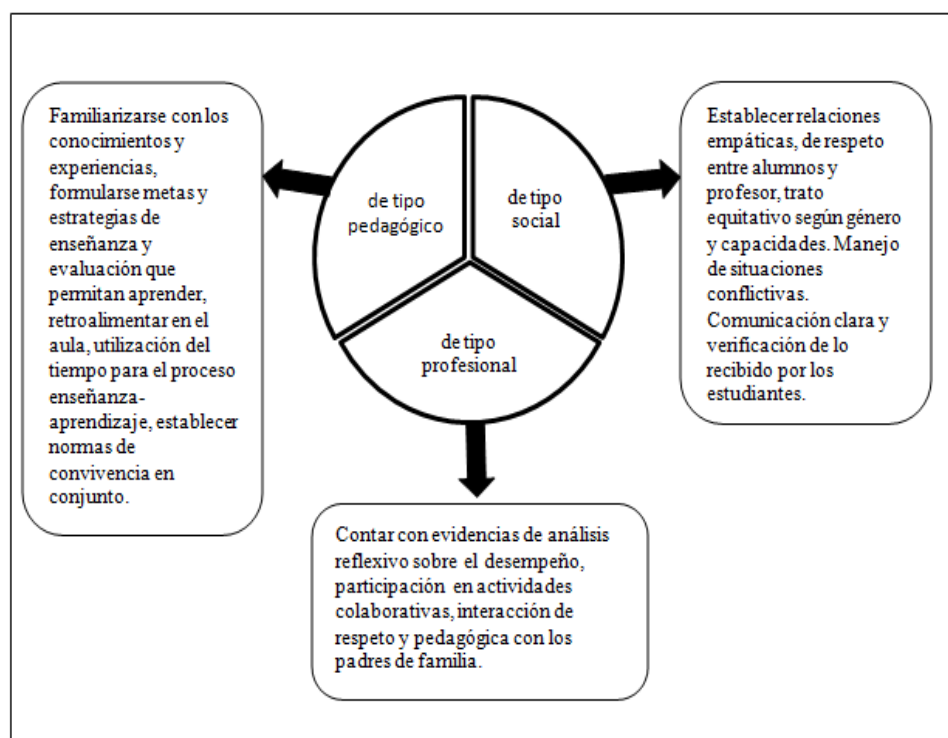 Familiarizarse con los
conocimientos y
experiencias,
formularse metas y
estrategias de
enseñanza y
evaluación que
permitan aprender,
retroalimentar en el
aula, utilización del
tiempo para el proceso
enseñanza-
aprendizaje, establecer
normas de
convivencia en
conjunto.
de tipo
pedagógico
de tipo
social
de tipo
profesional
Establecer relaciones
empáticas, de respeto
entre alumnos y
profesor, trato
equitativo según género
y capacidades. Manejo
de situaciones
conflictivas.
Comunicación clara y
verificación de lo
recibido por los
estudiantes.
Contar con evidencias de análisis
reflexivo sobre el desempeño,
participación en actividades
colaborativas, interacción de
respeto y pedagógica con los
padres de familia.